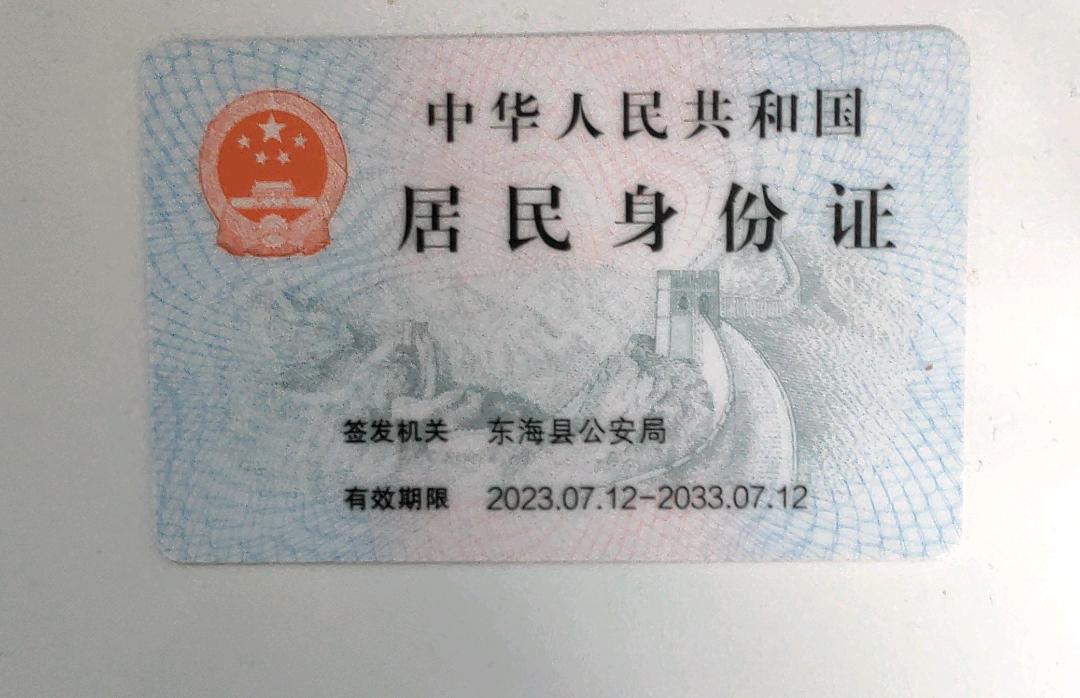 中华人民共和国
居民身份证
签发机关 东海县公安局
有效期限 2023.07.12-2033.07.12